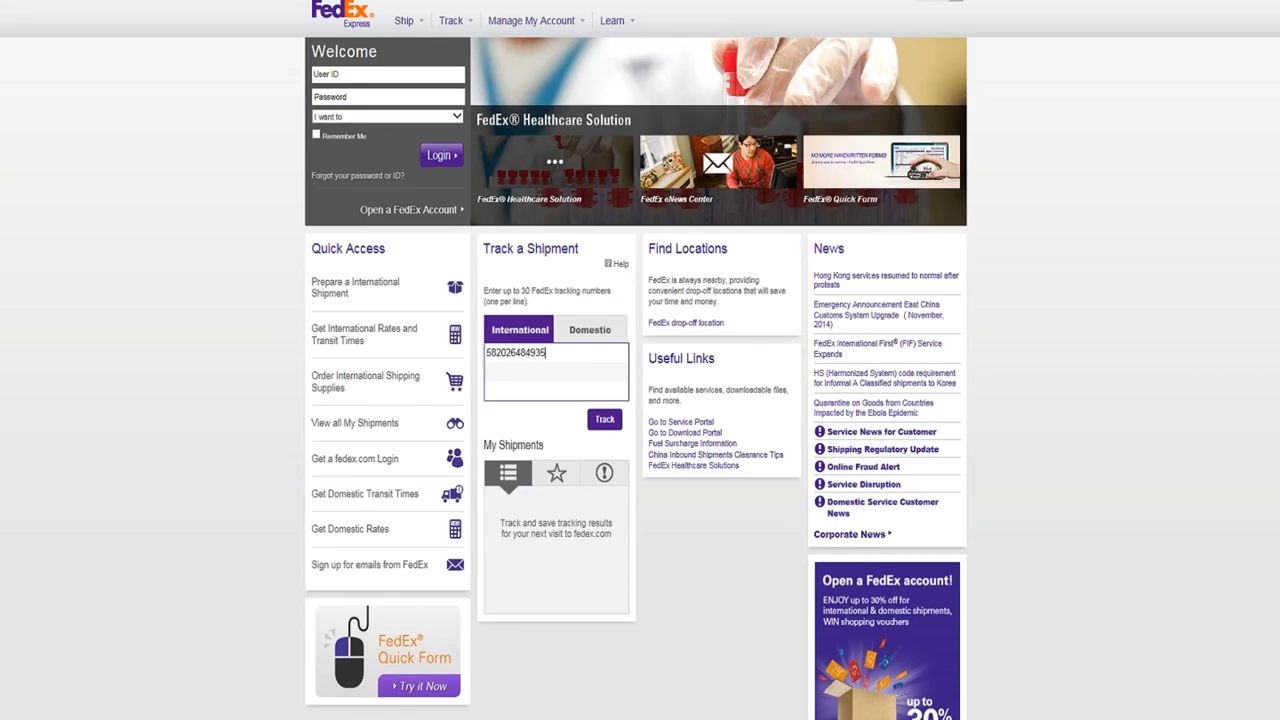 FedEx®
Express
Ship
Track
Manage My Account
Learn
Welcome
User ID
Password
I want to
Remember Me
Login
Forgot your password or ID?
Open a FedEx Account
FedEx® Healthcare Solution
NO MORE HANDWRITTEN FORMS!
FedEx® Healthcare Solution
FedEx eNews Center
FedEx® Quick Form
Quick Access
Prepare a International
Shipment
Get International Rates and
Transit Times
Order International Shipping
Supplies
View all My Shipments
Get a fedex.com Login
Get Domestic Transit Times
Get Domestic Rates
Sign up for emails from FedEx
FedEx®
Quick Form
Try it Now
Track a Shipment
Help
Enter up to 30 FedEx tracking numbers
(one per line).
International
Domestic
582026484935
Track
My Shipments
Track and save tracking results
for your next visit to fedex.com
Find Locations
FedEx is always nearby, providing
convenient drop-off locations that will save
your time and money.
FedEx drop-off location
Useful Links
Find available services, downloadable files,
and more.
Go to Service Portal
Go to Download Portal
Fuel Surcharge Information
China Inbound Shipments Clearance Tips
FedEx Healthcare Solutions
News
Hong Kong services resumed to normal after
protests
Emergency Announcement East China
Customs System Upgrade ( November,
2014)
FedEx International First® (FIF) Service
Expands
HS (Harmonized System) code requirement
for Informal A Classified shipments to Korea
Quarantine on Goods from Countries
Impacted by the Ebola Epidemic
Service News for Customer
Shipping Regulatory Update
Online Fraud Alert
Service Disruption
Domestic Service Customer
News
Corporate News
Open a FedEx account!
ENJOY up to 30% off for
international & domestic shipments,
WIN shopping vouchers
up to
30%